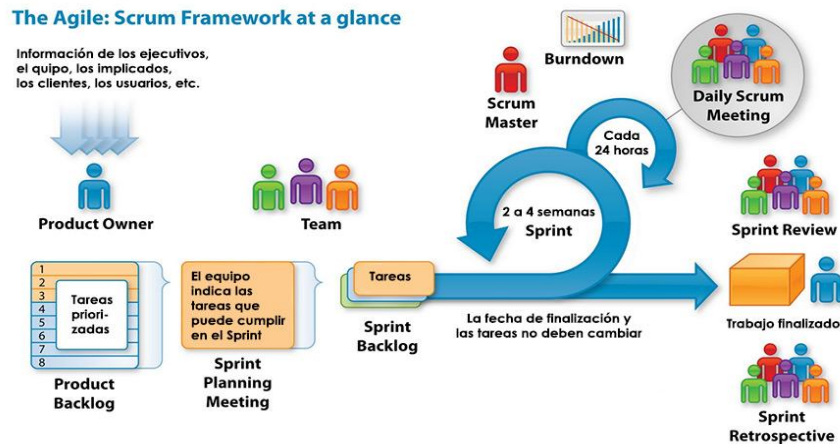 The Agile: Scrum Framework at a glance
Información de los ejecutivos,
el quipo, los implicados,
los clientes, los usuarios, etc.
Product Owner
Team
Scrum
Master
Burndown
Daily Scrum
Meeting
Cada
24 horas
2 a 4 semanas
Sprint
Sprint Review
1
2
3
4
5
6
7
8
Tareas
priori-
zadas
Product
Backlog
El equipo
indica las
tareas que
puede cumplir
en el Sprint
Sprint
Planning
Meeting
Tareas
Sprint
Backlog
La fecha de finalización y
las tareas no deben cambiar
Trabajo finalizado
Sprint
Retrospective